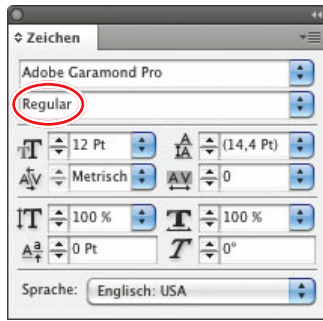 Zeichen
Adobe Garamond Pro
Regular
12 Pt (14,4 Pt)
Metrisch 0
100 % 100 %
0 Pt 0°
Sprache: Englisch: USA